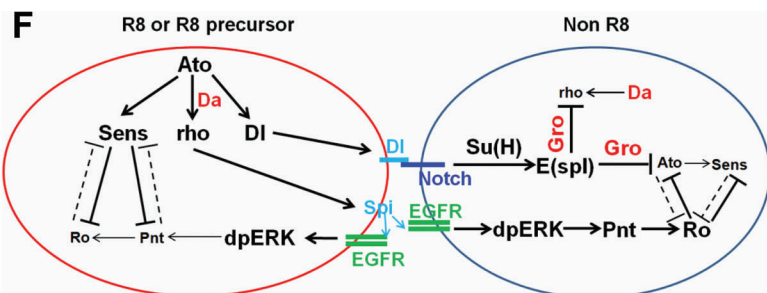 F
R8 or R8 precursor
Non R8
Ato
Da
Sens
rho
Dl
rho
Da
Gro
Dl
Notch
Su(H)
E(spl)
Gro
Ato
Sens
Spi
EGFR
Ro
Pnt
dpERK
EGFR
dpERK
Pnt
Ro